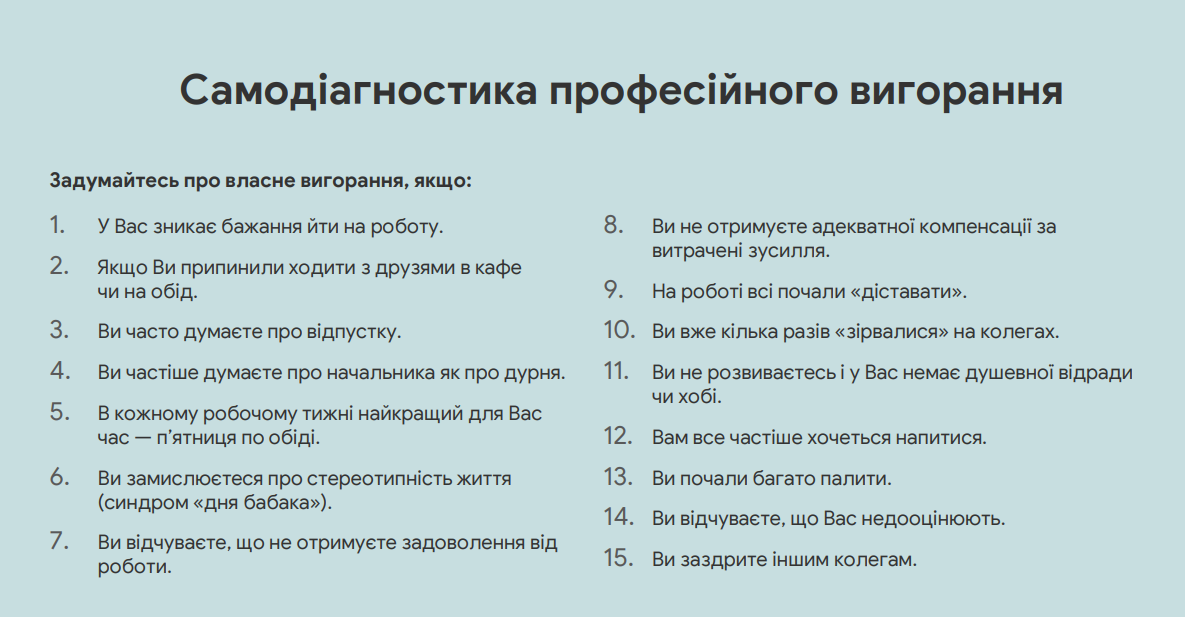 Самодіагностика професійного вигорання
Задумайтесь про власне вигорання, якщо:
1. У Вас зникає бажання йти на роботу.
2. Якщо Ви припинили ходити з друзями в кафе
чи на обід.
3. Ви часто думаєте про відпустку.
4. Ви частіше думаєте про начальника як про дурня.
5. В кожному робочому тижні найкращий для Вас
час — п’ятниця по обіді.
6. Ви замислюєтеся про стереотипність життя
(синдром «дня бабака»).
7. Ви відчуваєте, що не отримуєте задоволення від
роботи.
8. Ви не отримуєте адекватної компенсації за
витрачені зусилля.
9. На роботі всі почали «діставати».
10. Ви вже кілька разів «зірвалися» на колегах.
11. Ви не розвиваєтесь і у Вас немає душевної відради
чи хобі.
12. Вам все частіше хочеться напитися.
13. Ви почали багато палити.
14. Ви відчуваєте, що Вас недооцінюють.
15. Ви заздрите іншим колегам.